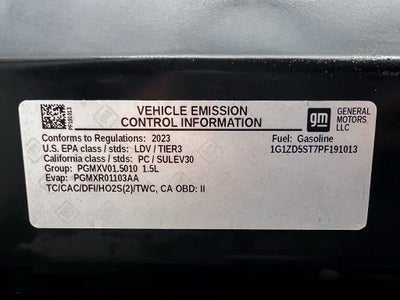 VEHICLE EMISSION
CONTROL INFORMATION
gm
GENERAL
MOTORS
LLC
Conforms to Regulations: 2023
U.S. EPA class / stds: LDV / TIER3
California class / stds: PC / SULEV30
Group: PGMXV01.5010 1.5L
Evap: PGMXR01103AA
TC/CAC/DFI/HO2S(2)/TWC, CA OBD: II
Fuel: Gasoline
1G1ZD5ST7PF191013